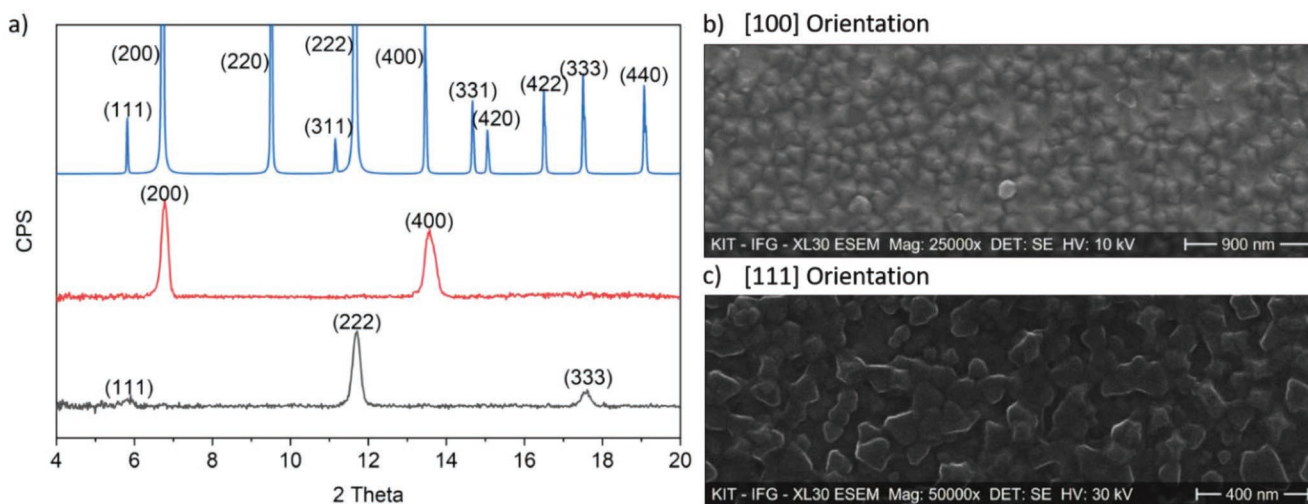 a)
CPS
(111)
(200)
(220)
(311)
(222)
(400)
(331)
(420)
(422)
(333)
(440)
(200)
(400)
(111)
(222)
(333)
4 6 8 10 12 14 16 18 20
2 Theta
b) [100] Orientation
KIT - IFG - XL30 ESEM Mag: 25000x DET: SE HV: 10 kV 900 nm
c) [111] Orientation
KIT - IFG - XL30 ESEM Mag: 50000x DET: SE HV: 30 kV 400 nm